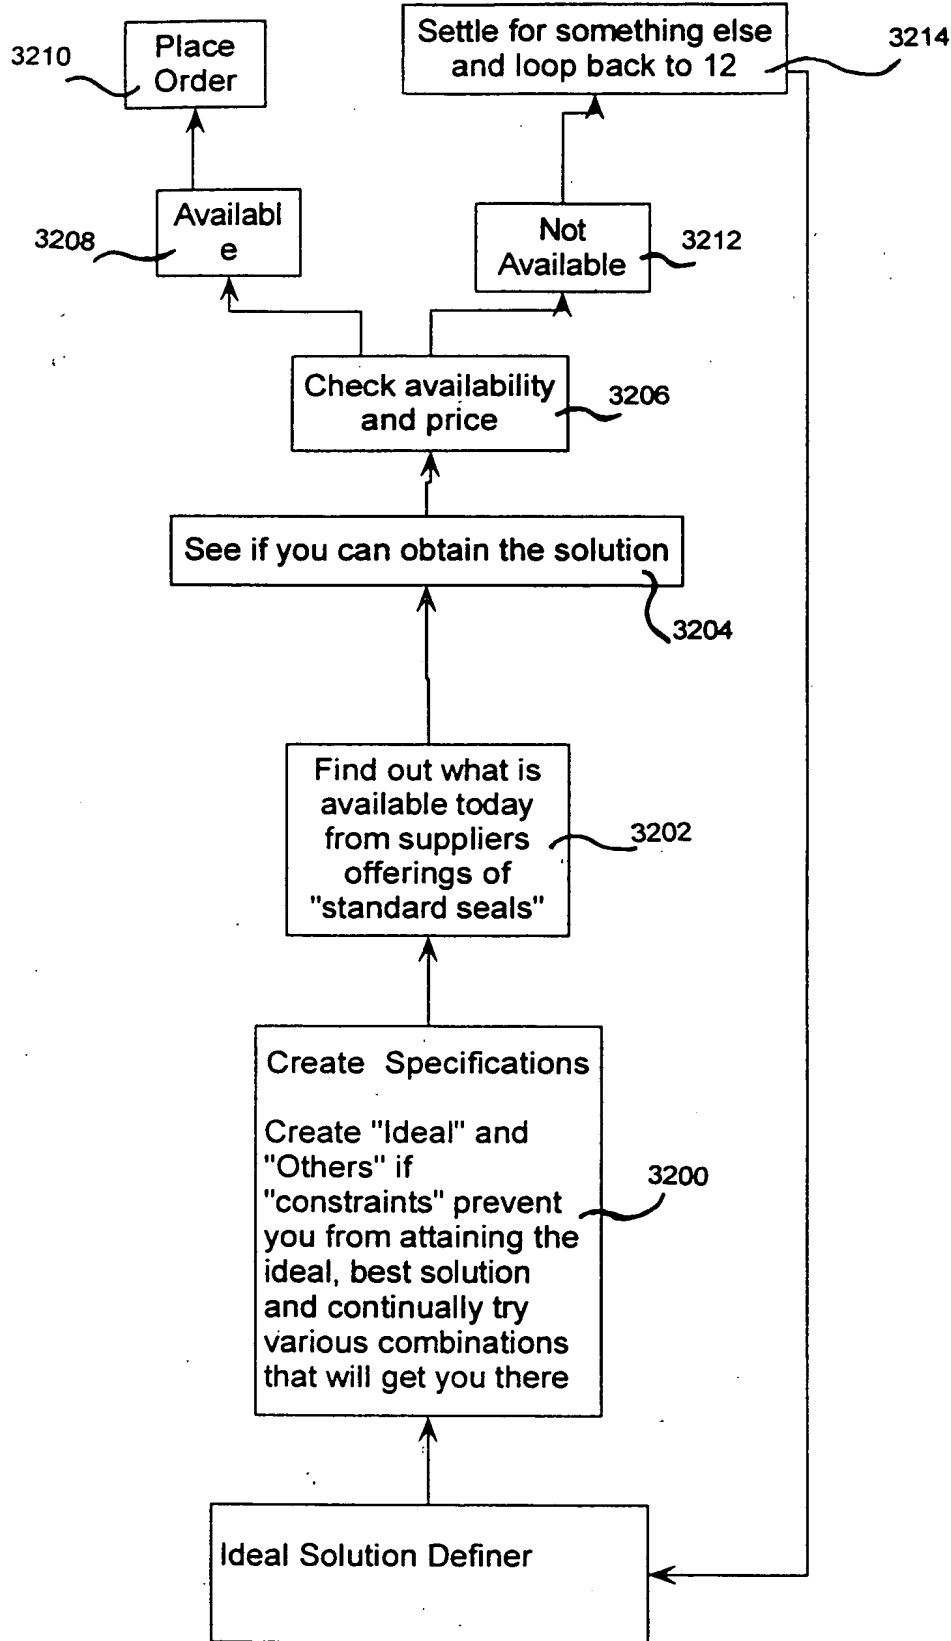 3210
Place
Order
Settle for something else
and loop back to 12
3214
3208
Availabl
e
Not
Available
3212
Check availability
and price
3206
See if you can obtain the solution
3204
Find out what is
available today
from suppliers
offerings of
"standard seals"
3202
Create Specifications
Create "Ideal" and
"Others" if
"constraints" prevent
you from attaining the
ideal, best solution
and continually try
various combinations
that will get you there
3200
Ideal Solution Definer